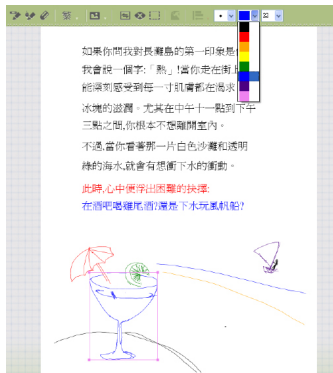 22
如果你問我對長灘島的第一印象是
我會說一個字:「熱」!當你走在街上
能深刻感受到每一寸肌膚都在渴求
冰塊的滋潤。尤其在中午十一點到下午
三點之間,你根本不想離開室內。
不過,當你看著那一片白色沙灘和透明
綠的海水,就會有想衝下水的衝動。
此時,心中便浮出困難的抉擇:
在酒吧喝雞尾酒?還是下水玩風帆船?